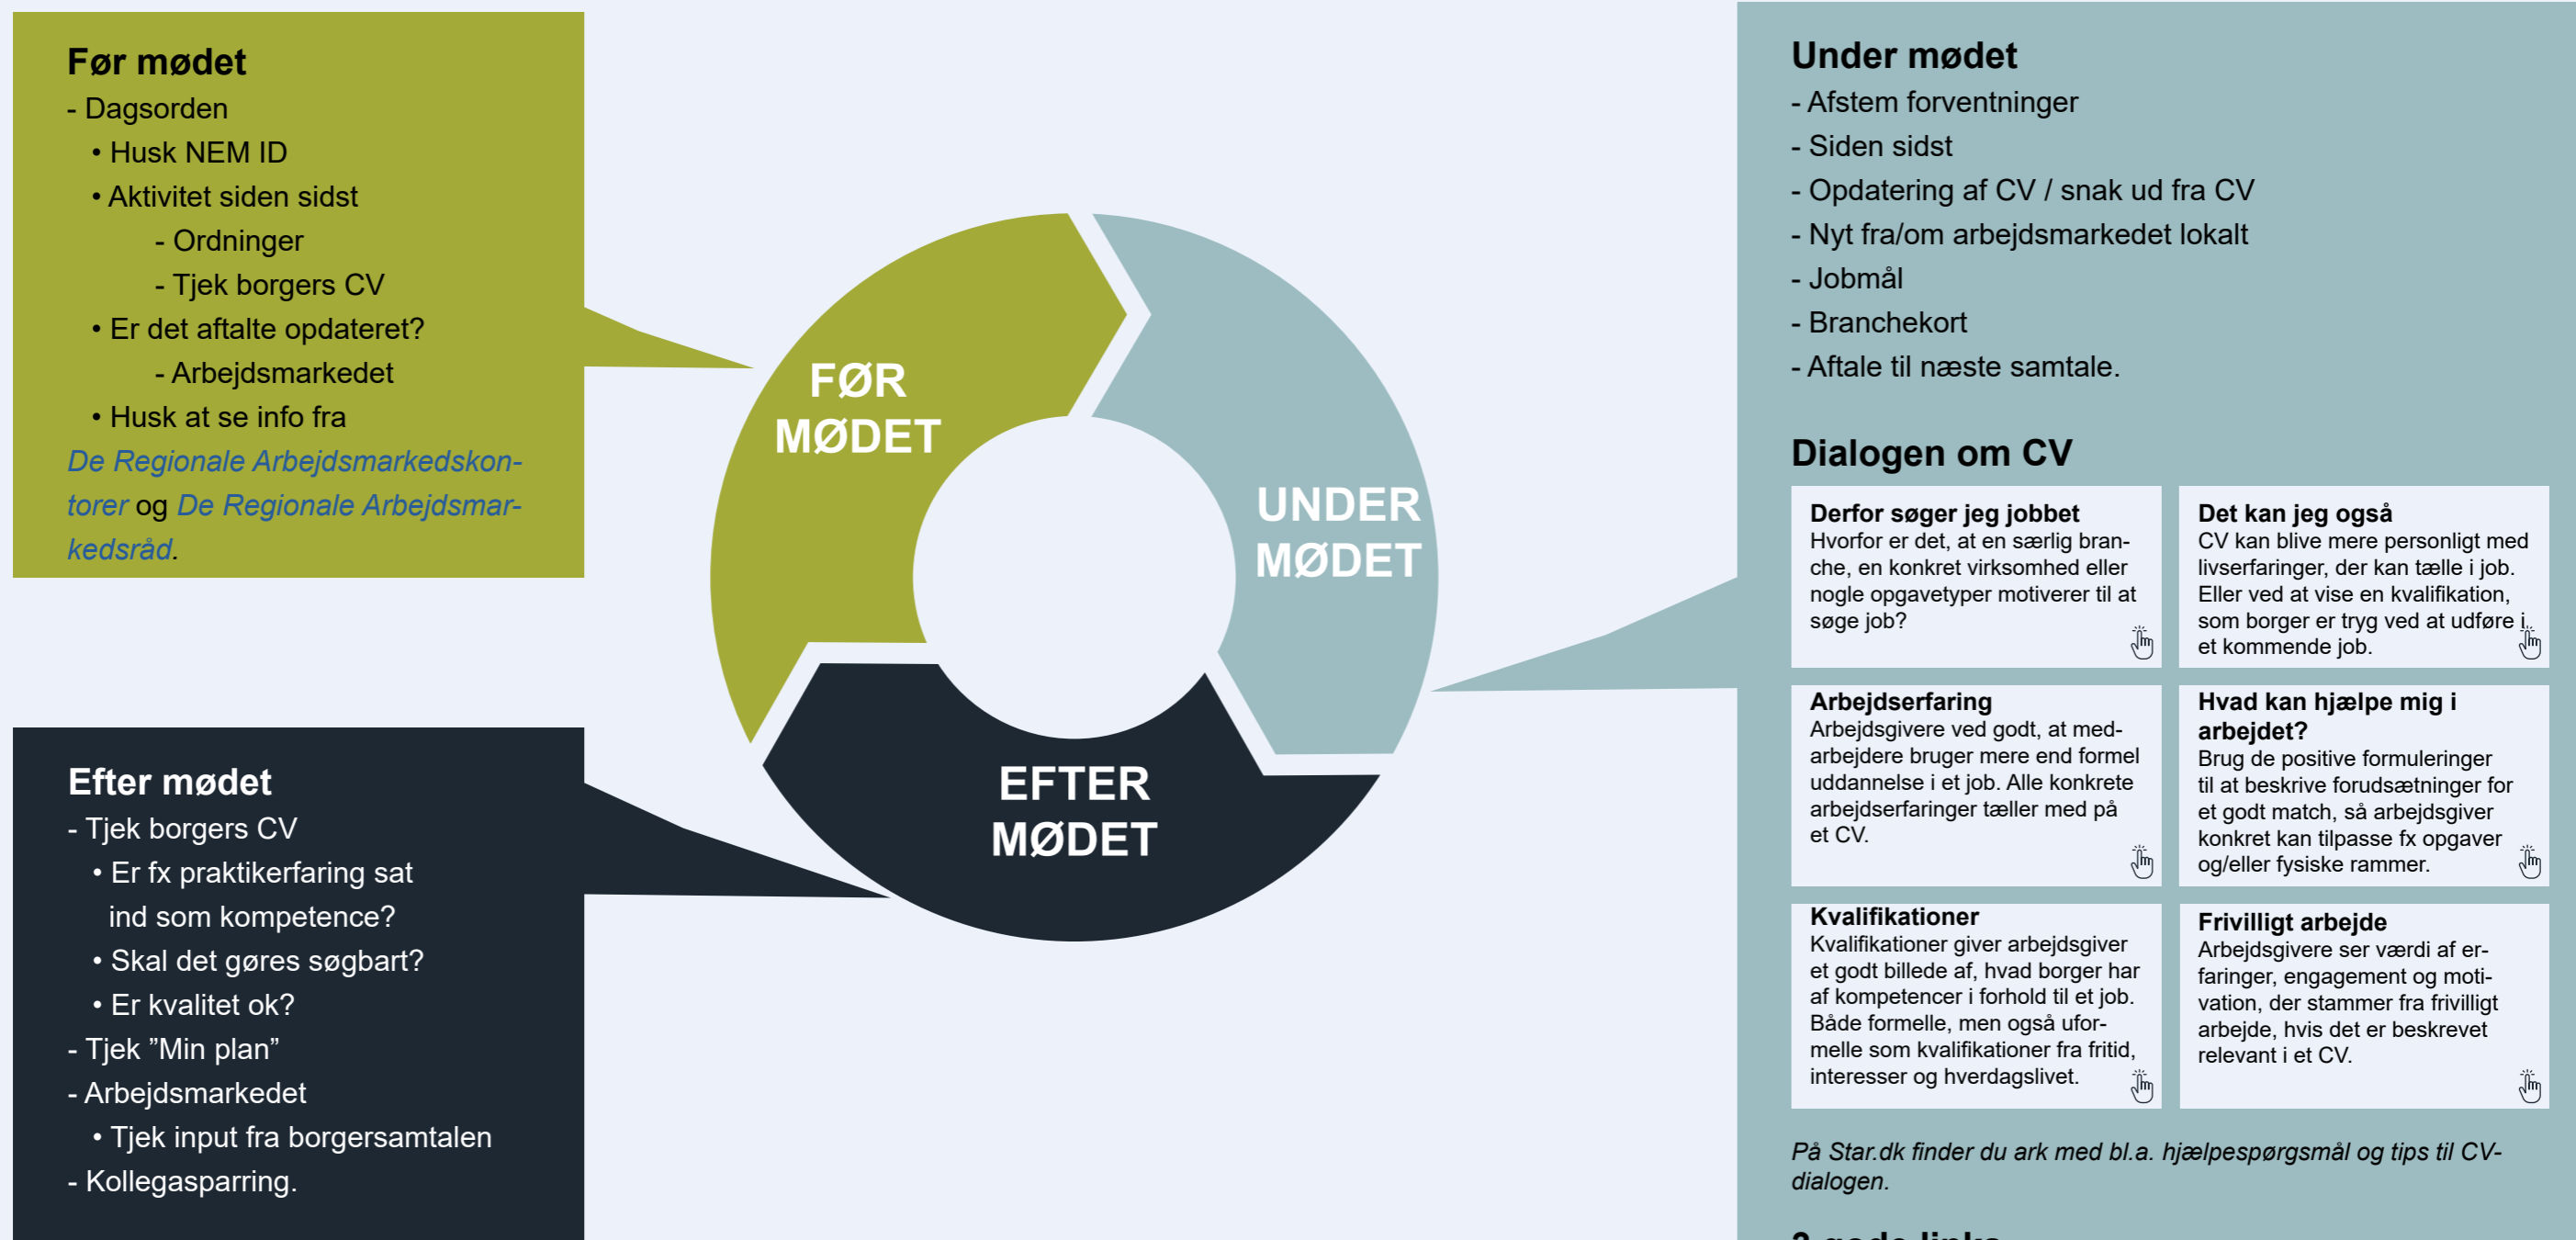 Før mødet
- Dagsorden
• Husk NEM ID
• Aktivitet siden sidst
- Ordninger
- Tjek borgers CV
• Er det aftalte opdateret?
- Arbejdsmarkedet
• Husk at se info fra
De Regionale Arbejdsmarkedskon-
torer og De Regionale Arbejdsmar-
kedsråd.
FØR
MØDET
UNDER
MØDET
EFTER
MØDET
Efter mødet
- Tjek borgers CV
• Er fx praktikerfaring sat
ind som kompetence?
• Skal det gøres søgbart?
• Er kvalitet ok?
- Tjek ”Min plan”
- Arbejdsmarkedet
• Tjek input fra borgersamtalen
- Kollegasparring.
Under mødet
- Afstem forventninger
- Siden sidst
- Opdatering af CV / snak ud fra CV
- Nyt fra/om arbejdsmarkedet lokalt
- Jobmål
- Branchekort
- Aftale til næste samtale.
Dialogen om CV
Derfor søger jeg jobbet
Hvorfor er det, at en særlig bran-
che, en konkret virksomhed eller
nogle opgavetyper motiverer til at
søge job?
Det kan jeg også
CV kan blive mere personligt med
livserfaringer, der kan tælle i job.
Eller ved at vise en kvalifikation,
som borger er tryg ved at udføre i
et kommende job.
Arbejdserfaring
Arbejdsgivere ved godt, at med-
arbejdere bruger mere end formel
uddannelse i et job. Alle konkrete
arbejdserfaringer tæller med på
et CV.
Hvad kan hjælpe mig i
arbejdet?
Brug de positive formuleringer
til at beskrive forudsætninger for
et godt match, så arbejdsgiver
konkret kan tilpasse fx opgaver
og/eller fysiske rammer.
Kvalifikationer
Kvalifikationer giver arbejdsgiver
et godt billede af, hvad borger har
af kompetencer i forhold til et job.
Både formelle, men også ufor-
melle som kvalifikationer fra fritid,
interesser og hverdagslivet.
Frivilligt arbejde
Arbejdsgivere ser værdi af er-
faringer, engagement og moti-
vation, der stammer fra frivilligt
arbejde, hvis det er beskrevet
relevant i et CV.
På Star.dk finder du ark med bl.a. hjælpespørgsmål og tips til CV-
dialogen.